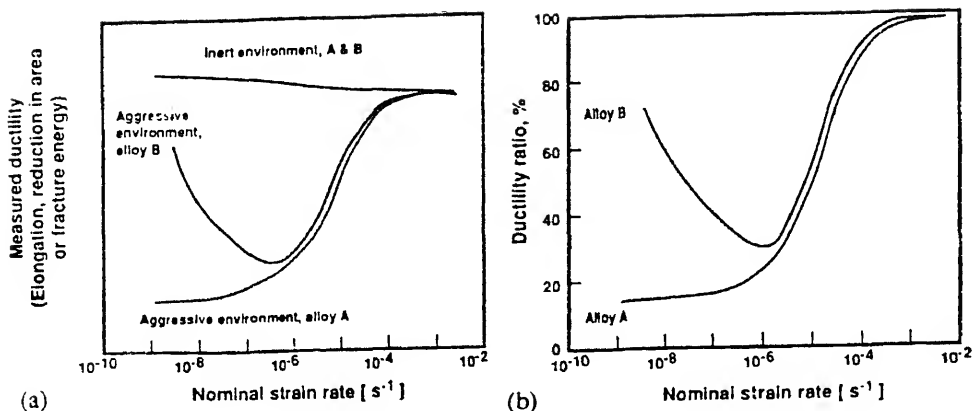 Measured ductility
(Elongation, reduction in area
or fracture energy)
Inert environment, A & B
Aggressive
environment,
alloy B
Aggressive environment, alloy A
10-10
10-8
10-6
10-4
10-2
Nominal strain rate [ s-1 ]
(a)
Ductility ratio, %
100
80
60
40
20
0
Alloy B
Alloy A
10-10
10-8
10-6
10-4
10-2
Nominal strain rate [ s-1 ]
(b)